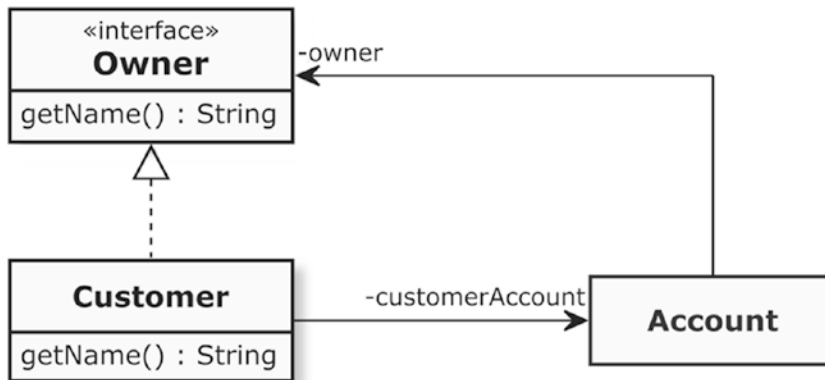 «interface»
Owner
-owner
getName() : String
Customer
-customerAccount
Account
getName() : String